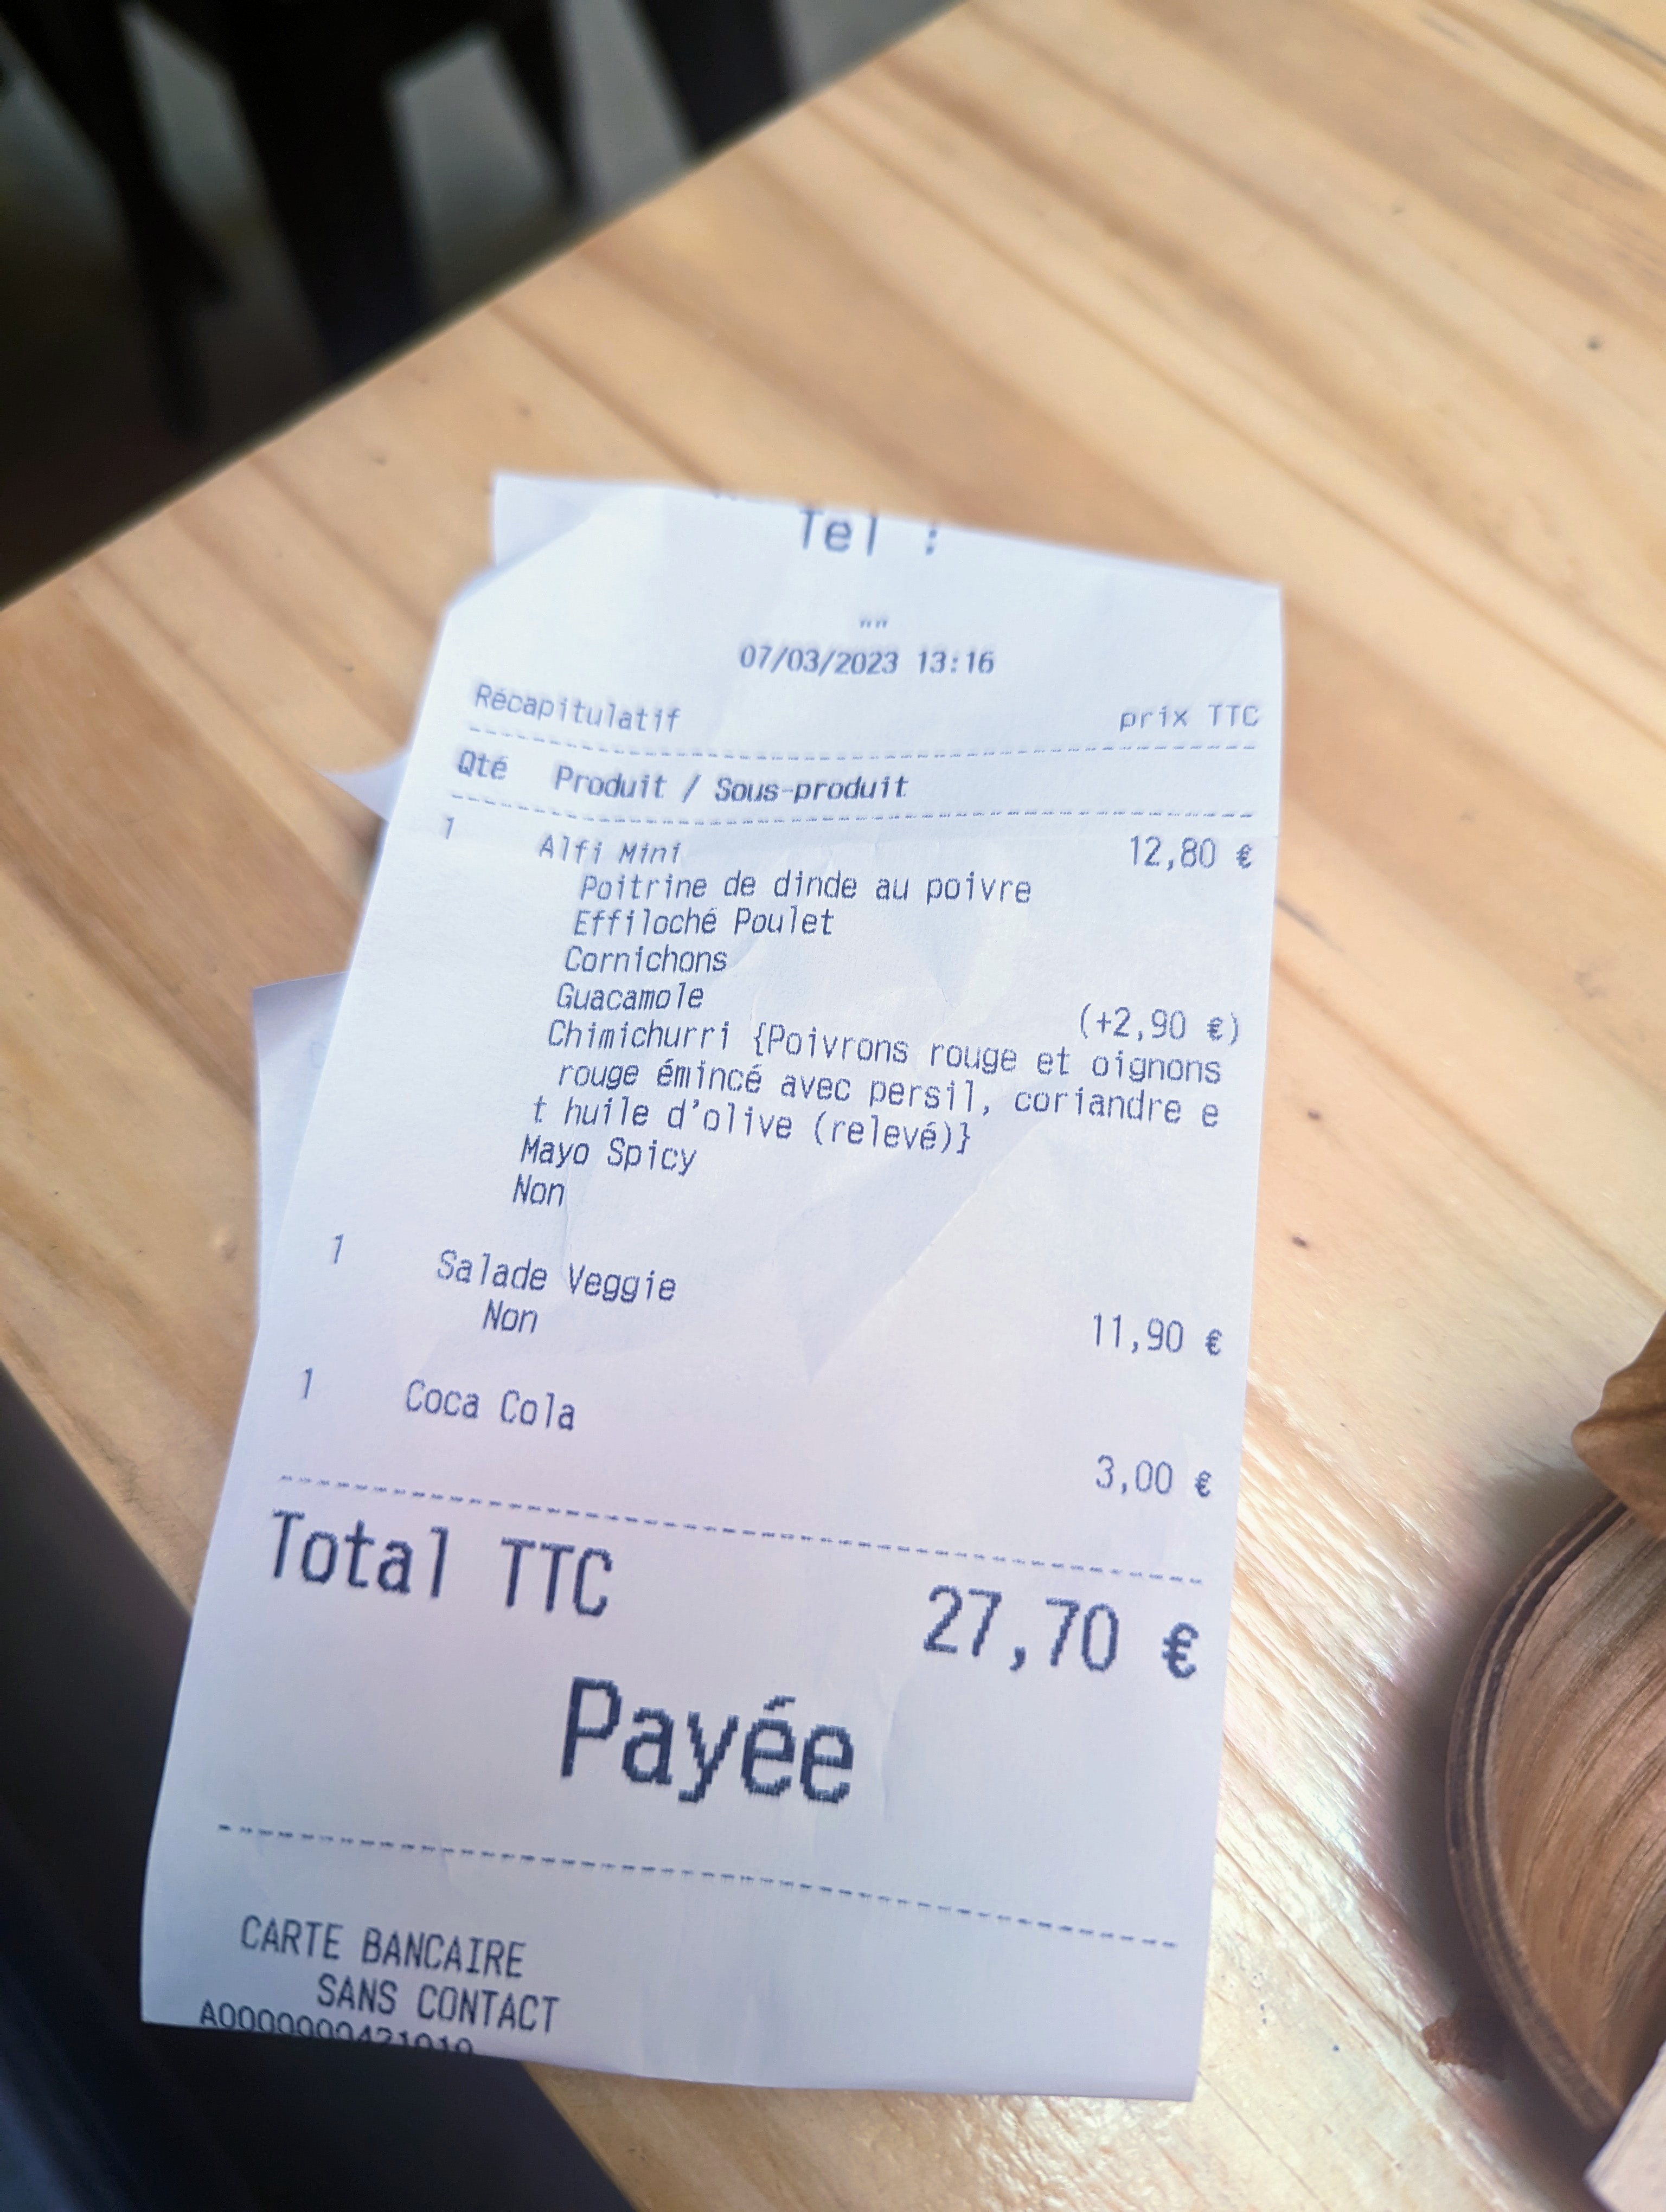 Tel :
""
07/03/2023 13:16
Récapitulatif prix TTC
Qté Produit / Sous-produit
1 Alfi Mini 12,80 €
Poitrine de dinde au poivre
Effiloché Poulet
Cornichons
Guacamole (+2,90 €)
Chimichurri {Poivrons rouge et oignons
rouge émincé avec persil, coriandre e
t huile d'olive (relevé)}
Mayo Spicy
Non
1 Salade Veggie 11,90 €
Non
1 Coca Cola 3,00 €
Total TTC 27,70 €
Payée
CARTE BANCAIRE
SANS CONTACT